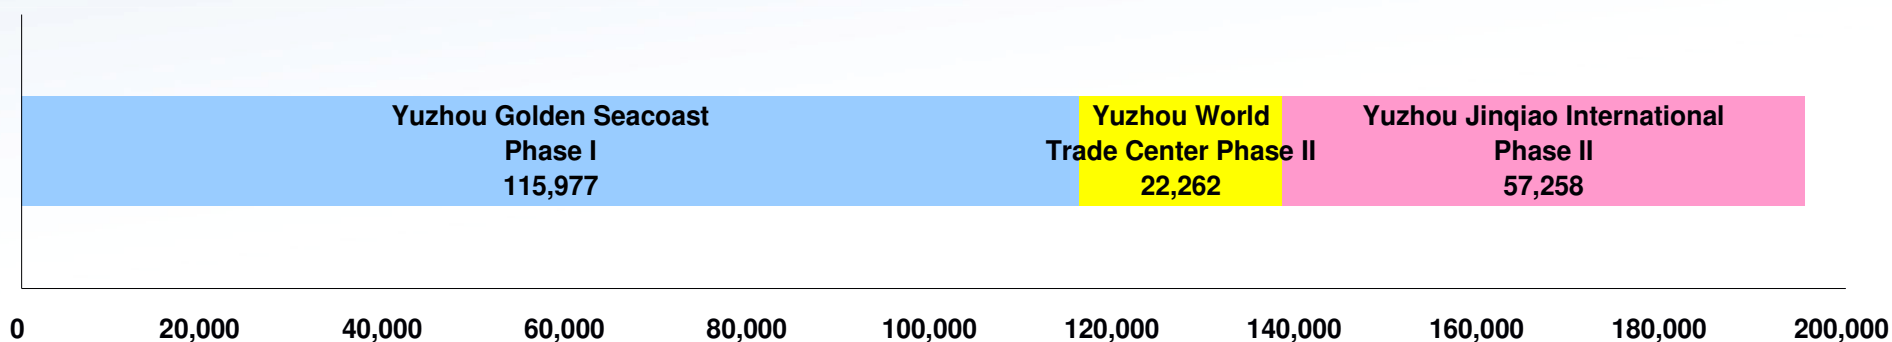 Yuzhou Golden Seacoast
Phase I
115,977
Yuzhou World
Trade Center Phase II
22,262
Yuzhou Jinqiao International
Phase II
57,258
0 20,000 40,000 60,000 80,000 100,000 120,000 140,000 160,000 180,000 200,000